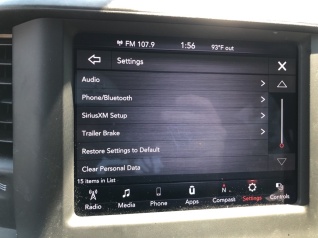 FM 107.9 1:56 93°F out
Settings
Audio
Phone/Bluetooth
SiriusXM Setup
Trailer Brake
Restore Settings to Default
Clear Personal Data
15 items in List
N
Radio Media Phone Apps Compass Settings Controls